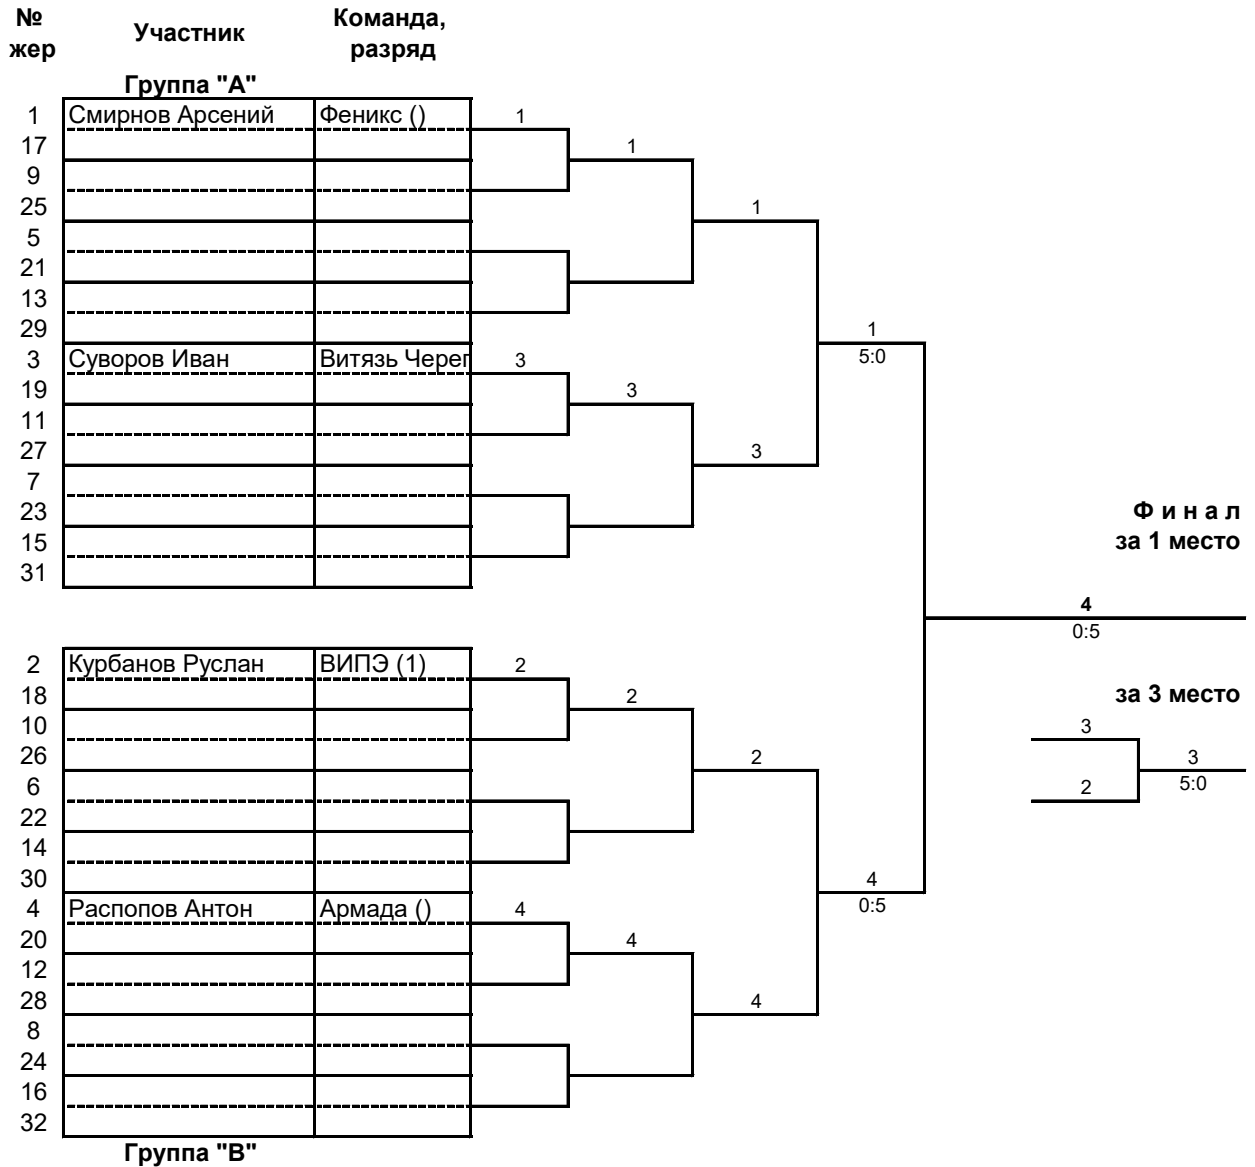 № жер
Участник
Команда, разряд
Группа "А"
1 Смирнов Арсений Феникс () 1
17 1
9
25 1
5
21
13
29 1
3 Суворов Иван Витязь Череп 3 5:0
19 3
11
27 3
7
23 Ф и н а л
15 за 1 место
31
4
0:5
2 Курбанов Руслан ВИПЭ (1) 2
18 2 за 3 место
10 3
26 2 3
6 2 5:0
22
14
30 4
4 Распопов Антон Армада () 4 0:5
20 4
12
28 4
8
24
16
32
Группа "В"